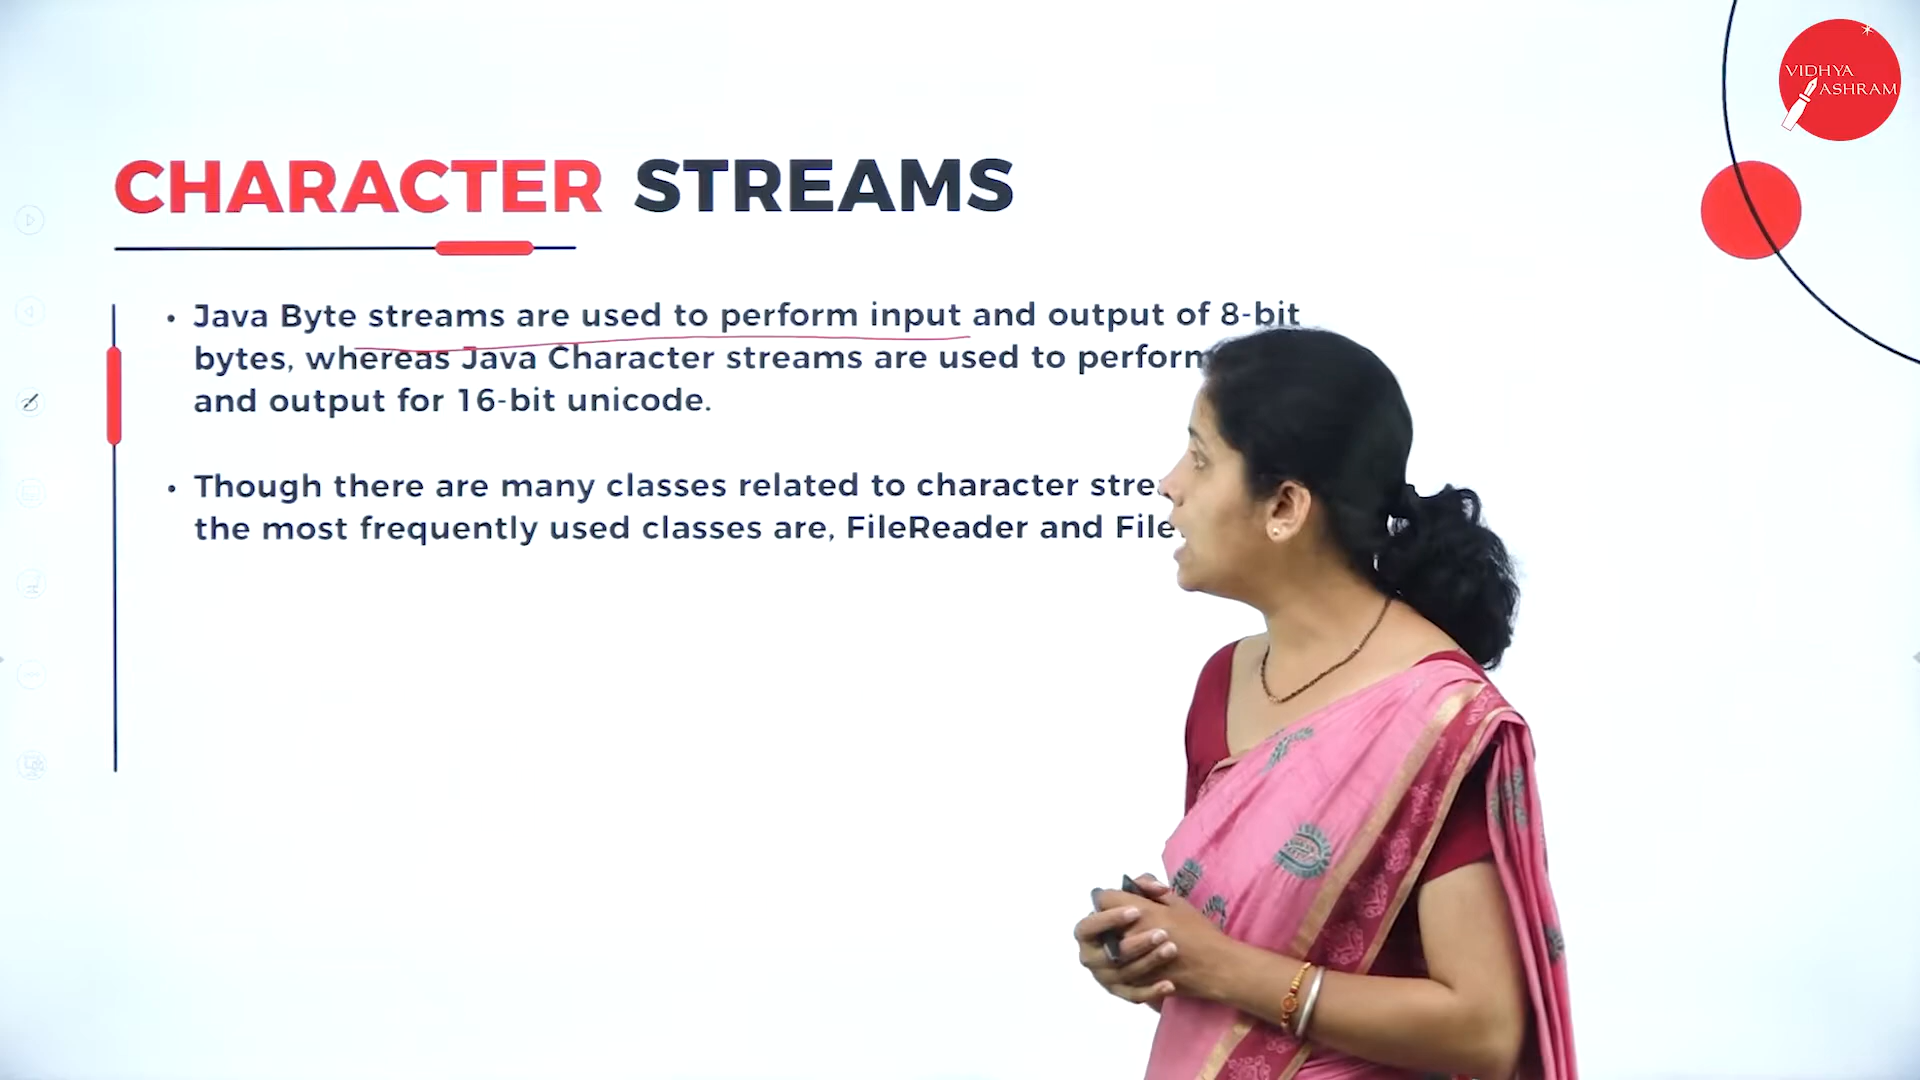 VIDHYA
ASHRAM
CHARACTER STREAMS
• Java Byte streams are used to perform input and output of 8-bit
bytes, whereas Java Character streams are used to perform
and output for 16-bit unicode.
• Though there are many classes related to character
the most frequently used classes are, FileReader and